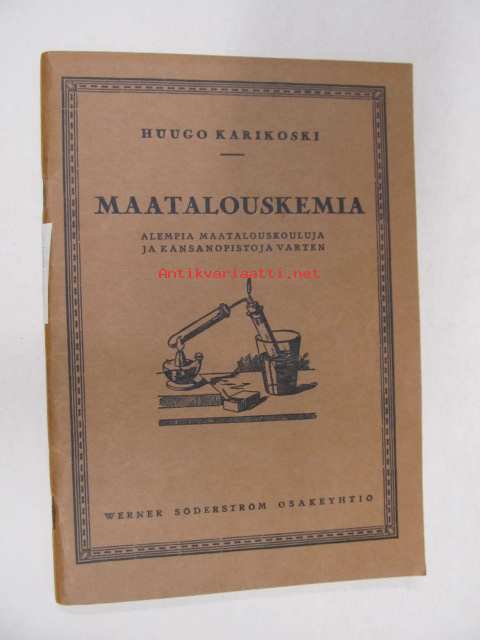 HUUGO KARIKOSKI
MAATALOUSKEMIA
ALEMPIA MAATALOUSKOULUJA
JA KANSANOPISTOJA VARTEN
Antikvariaatti.net
WERNER SÖDERSTRÖM OSAKEYHTIÖ